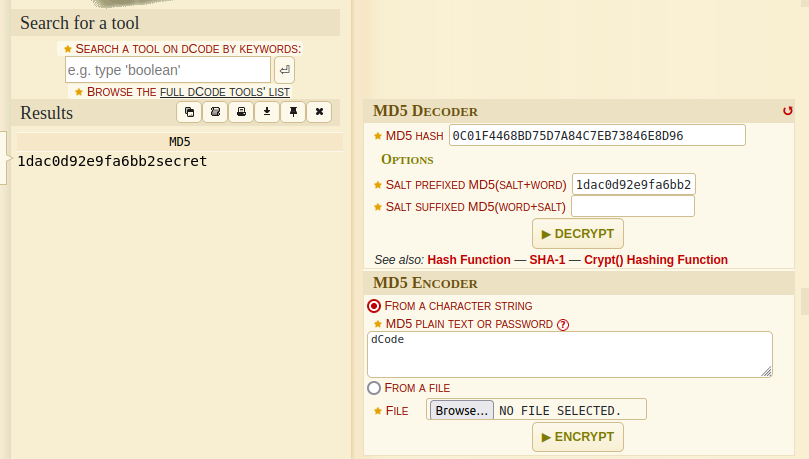 Search for a tool
★ SEARCH A TOOL ON DCODE BY KEYWORDS:
e.g. type 'boolean'
★ BROWSE THE FULL DCODE TOOLS' LIST
Results
MD5
1dac0d92e9fa6bb2secret
MD5 DECODER
★ MD5 HASH 0C01F4468BD75D7A84C7EB73846E8D96
OPTIONS
★ SALT PREFIXED MD5(SALT+WORD) 1dac0d92e9fa6bb2
★ SALT SUFFIXED MD5(WORD+SALT)
▶ DECRYPT
See also: Hash Function — SHA-1 — Crypt() Hashing Function
MD5 ENCODER
FROM A CHARACTER STRING
★ MD5 PLAIN TEXT OR PASSWORD ?
dCode
FROM A FILE
★ FILE Browse... NO FILE SELECTED.
▶ ENCRYPT